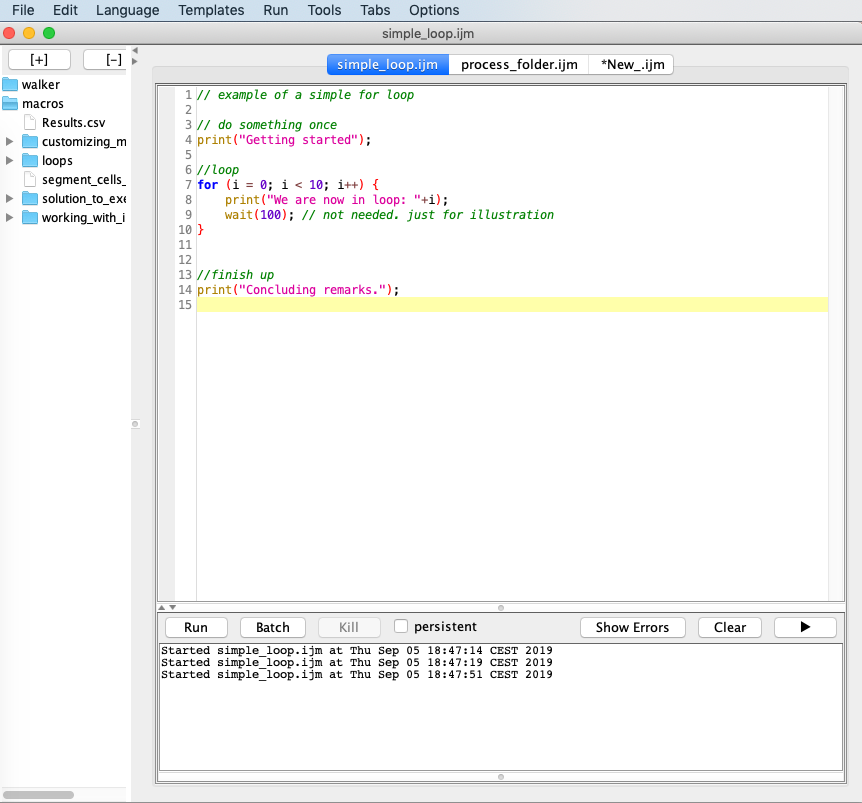 File Edit Language Templates Run Tools Tabs Options
simple_loop.ijm
[+] [-]
walker
macros
Results.csv
customizing_m
loops
segment_cells_
solution_to_exe
working_with_i
simple_loop.ijm process_folder.ijm *New_.ijm
1 // example of a simple for loop
2
3 // do something once
4 print("Getting started");
5
6 //loop
7 for (i = 0; i < 10; i++) {
8     print("We are now in loop: "+i);
9     wait(100); // not needed. just for illustration
10 }
11
12
13 //finish up
14 print("Concluding remarks.");
15
Run Batch Kill persistent Show Errors Clear
Started simple_loop.ijm at Thu Sep 05 18:47:14 CEST 2019
Started simple_loop.ijm at Thu Sep 05 18:47:19 CEST 2019
Started simple_loop.ijm at Thu Sep 05 18:47:51 CEST 2019